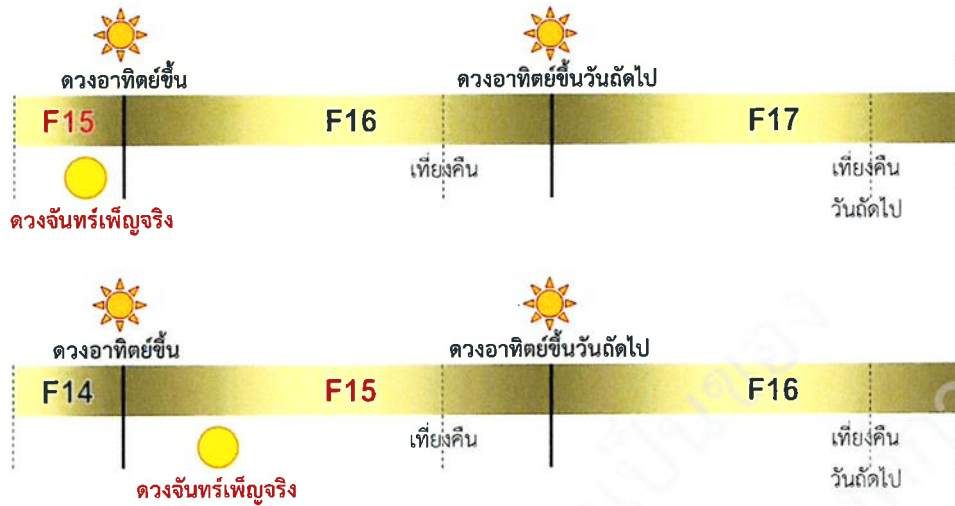 ดวงอาทิตย์ขึ้น ดวงอาทิตย์ขึ้นวันถัดไป
F15 F16 F17
เที่ยงคืน เที่ยงคืน
วันถัดไป
ดวงจันทร์เพ็ญจริง
ดวงอาทิตย์ขึ้น ดวงอาทิตย์ขึ้นวันถัดไป
F14 F15 F16
เที่ยงคืน เที่ยงคืน
วันถัดไป
ดวงจันทร์เพ็ญจริง
เป็นของ